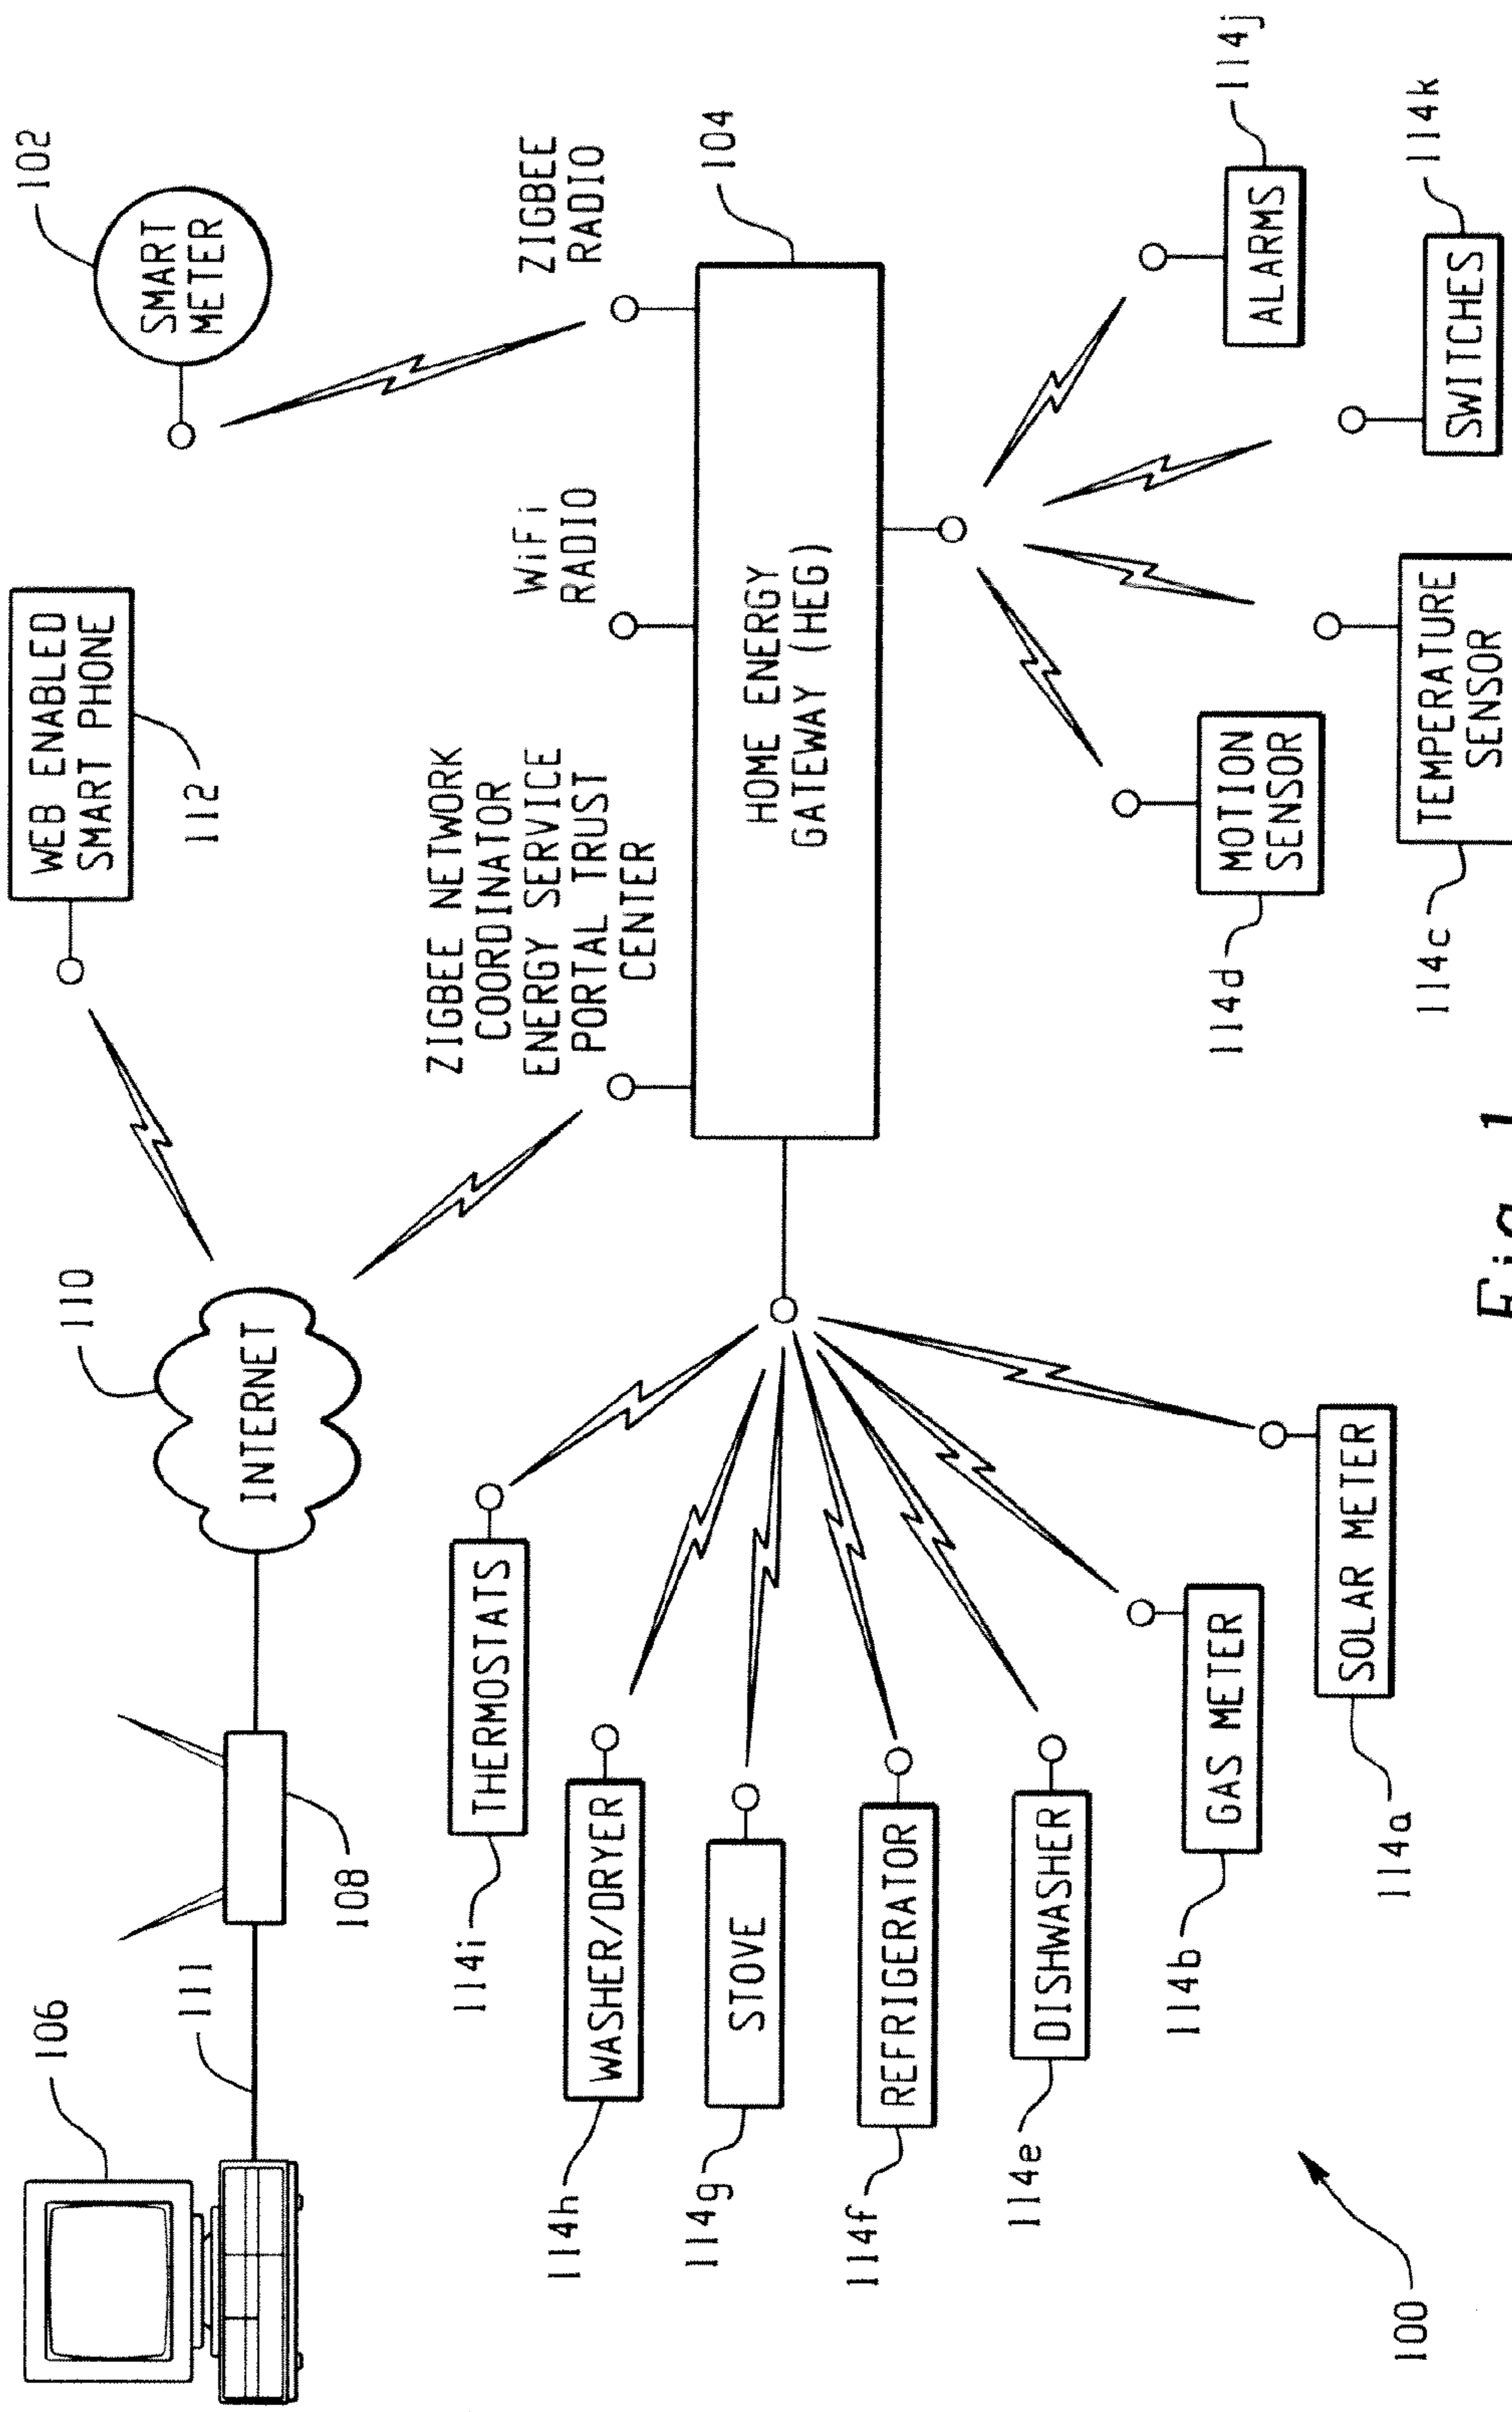 106
111
108
110
INTERNET
WEB ENABLED
SMART PHONE
112
102
SMART
METER
ZIGBEE NETWORK
COORDINATOR
ENERGY SERVICE
PORTAL TRUST
CENTER
WiFi
RADIO
ZIGBEE
RADIO
104
HOME ENERGY
GATEWAY (HEG)
114i
THERMOSTATS
114h
WASHER/DRYER
114g
STOVE
114f
REFRIGERATOR
114e
DISHWASHER
114b
GAS METER
114a
SOLAR METER
114d
MOTION
SENSOR
114c
TEMPERATURE
SENSOR
ALARMS
114j
SWITCHES
114k
100
Fig. 1